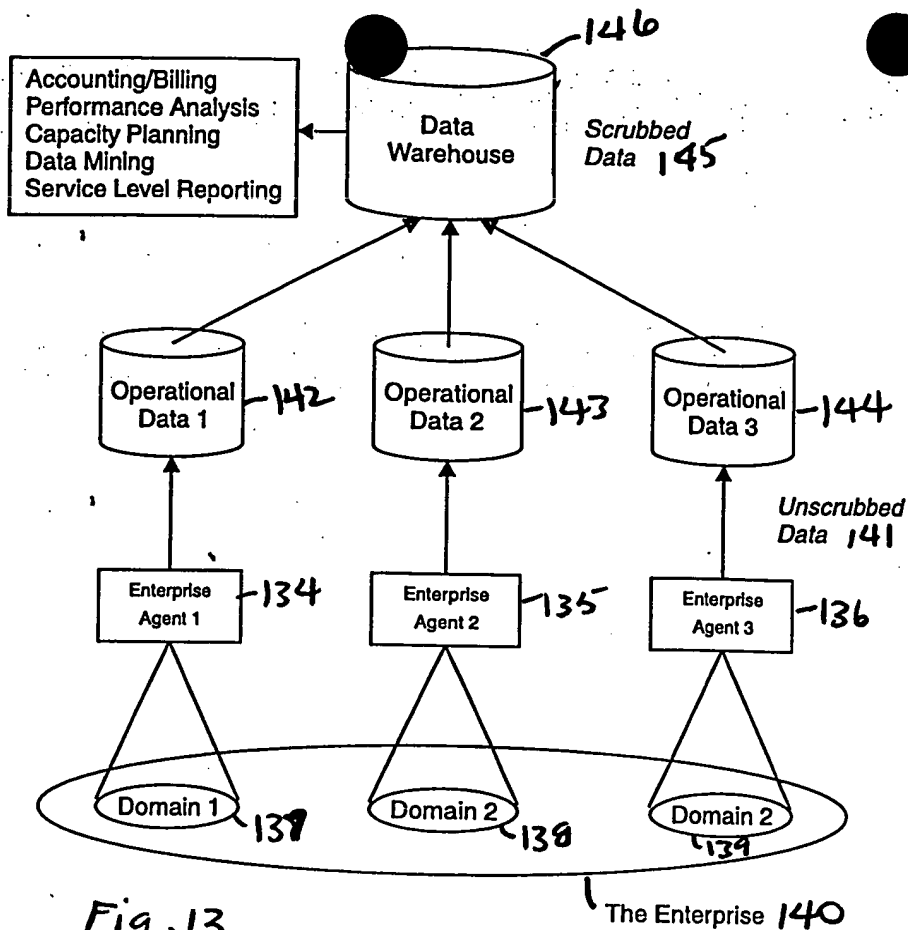 146
Accounting/Billing
Performance Analysis
Capacity Planning
Data Mining
Service Level Reporting
Data
Warehouse
Scrubbed
Data 145
Operational
Data 1
142
Operational
Data 2
143
Operational
Data 3
144
Unscrubbed
Data 141
Enterprise
Agent 1
134
Enterprise
Agent 2
135
Enterprise
Agent 3
136
Domain 1
Domain 2
138
Domain 2
139
The Enterprise 140
Fig. 13